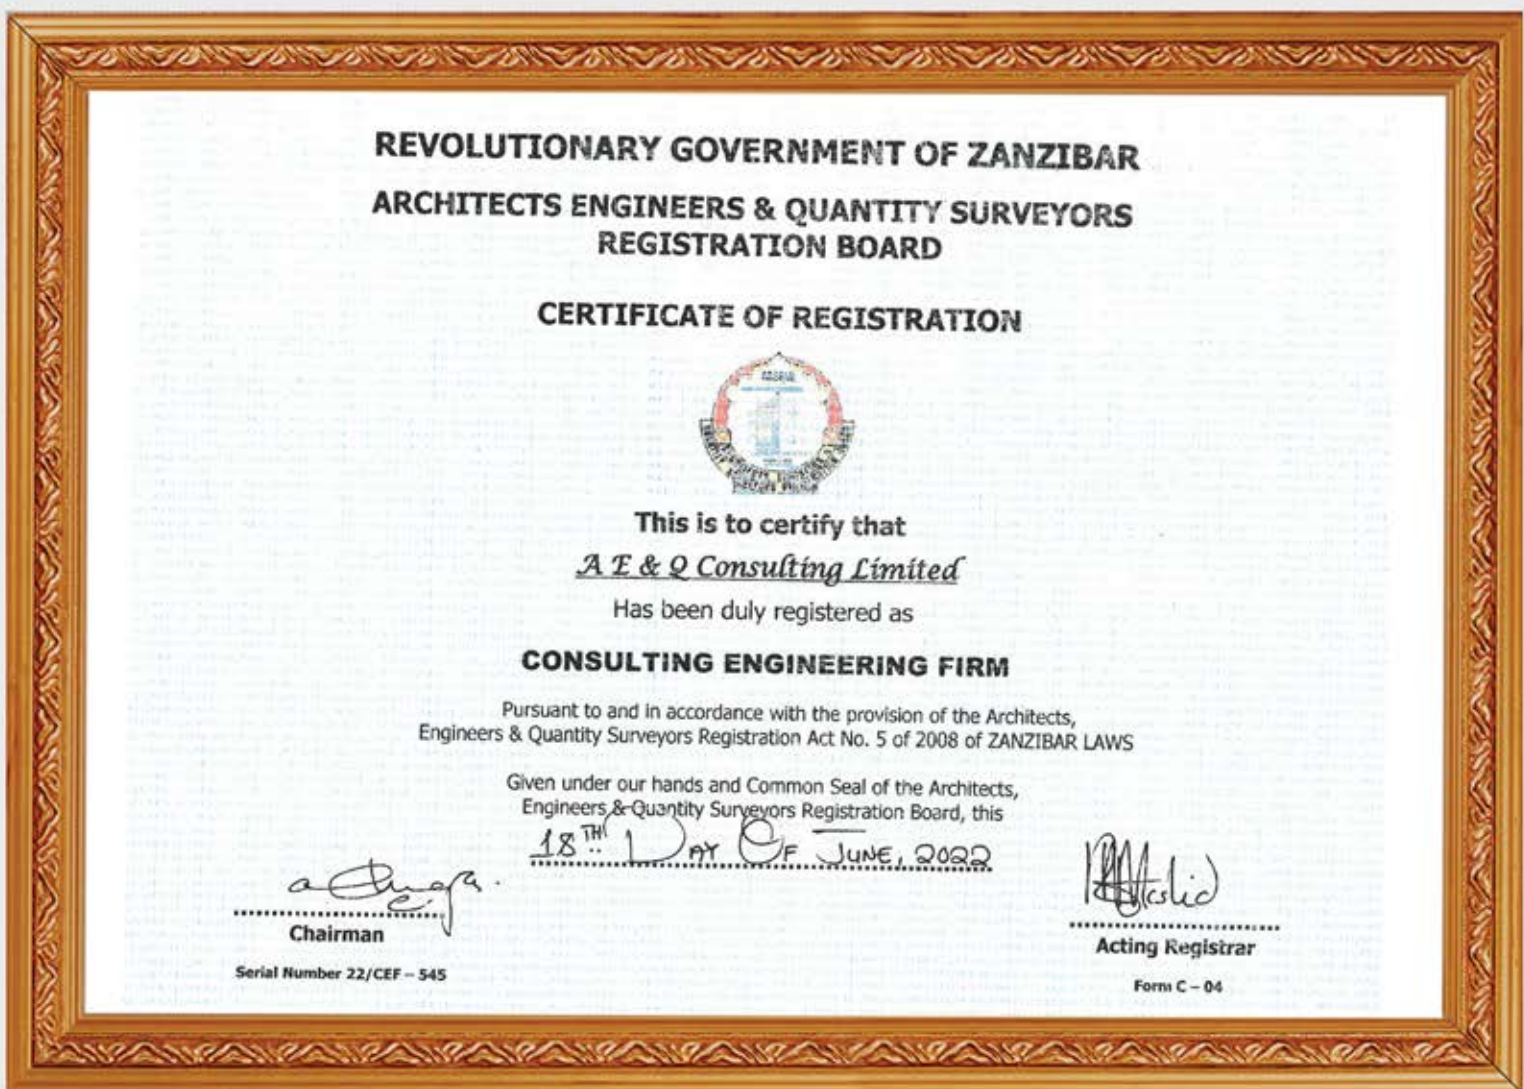 REVOLUTIONARY GOVERNMENT OF ZANZIBAR
ARCHITECTS ENGINEERS & QUANTITY SURVEYORS
REGISTRATION BOARD
CERTIFICATE OF REGISTRATION
This is to certify that
A E & Q Consulting Limited
Has been duly registered as
CONSULTING ENGINEERING FIRM
Pursuant to and in accordance with the provision of the Architects,
Engineers & Quantity Surveyors Registration Act No. 5 of 2008 of ZANZIBAR LAWS
Given under our hands and Common Seal of the Architects,
Engineers & Quantity Surveyors Registration Board, this
18TH DAY OF JUNE, 2022
Chairman
Acting Registrar
Serial Number 22/CEF – 545
Form C – 04